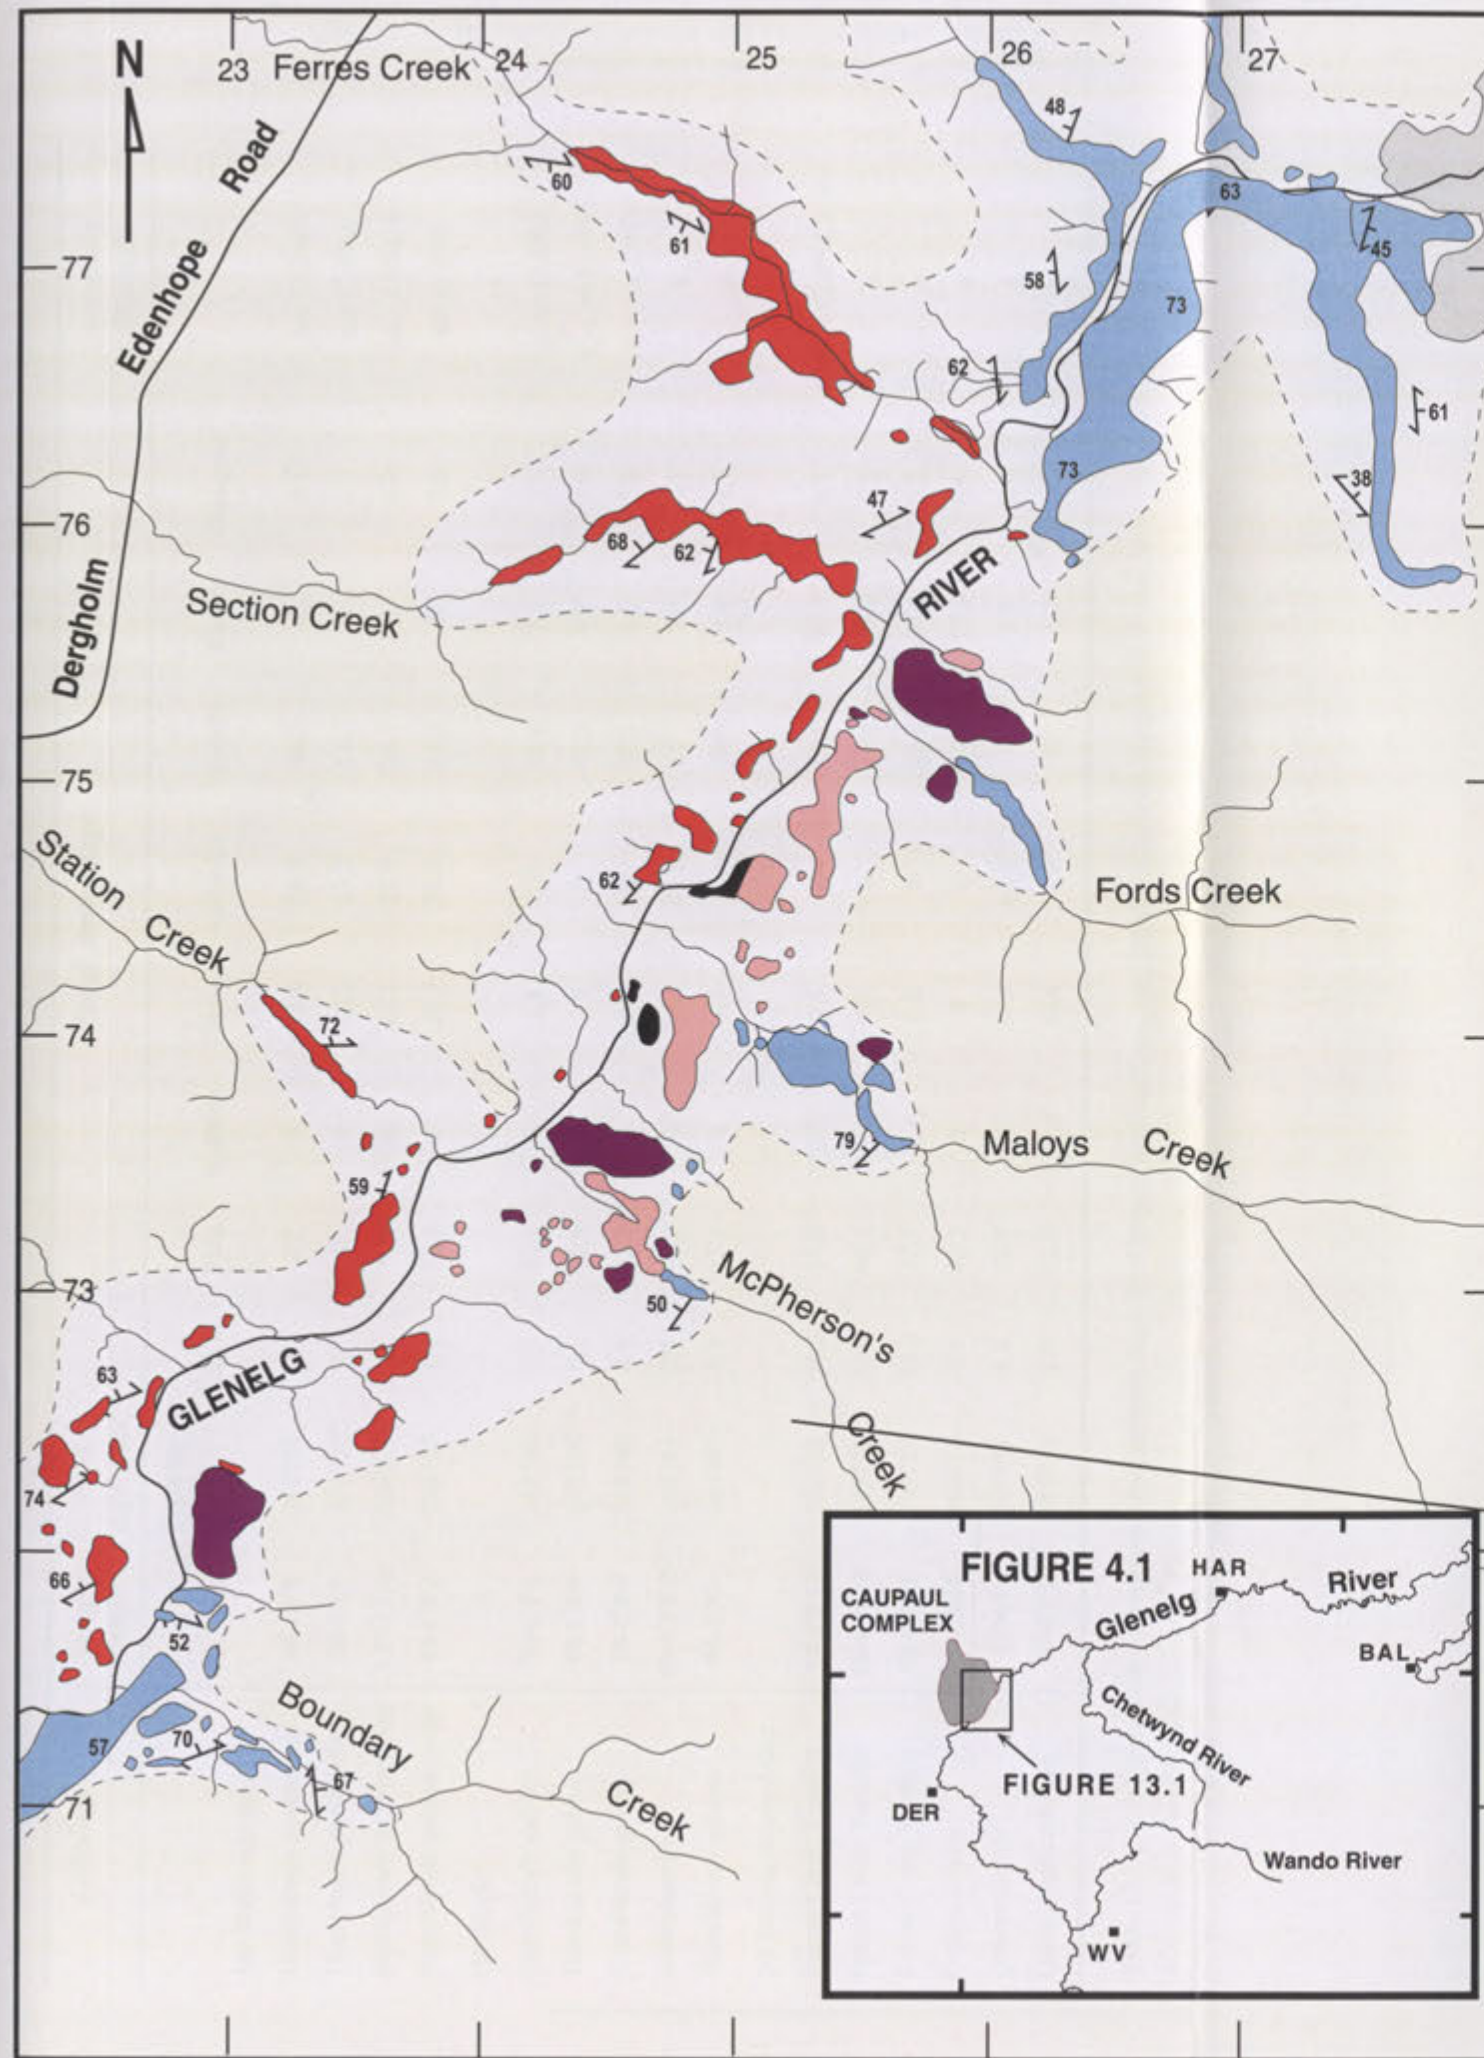 N
23
Ferres Creek
24
25
26
27
48
Road
60
63
61
45
77
58
Edenhope
73
62
61
73
38
47
76
68
62
RIVER
Section Creek
Dergholm
75
Station
Creek
62
Fords Creek
72
74
79
Maloys Creek
59
73
50
McPherson's
Creek
63
GLENELG
74
66
52
Boundary
Creek
57
70
67
71
FIGURE 4.1
HAR
River
CAUPAUL
COMPLEX
Glenelg
BAL
Chetwynd River
FIGURE 13.1
DER
Wando River
WV